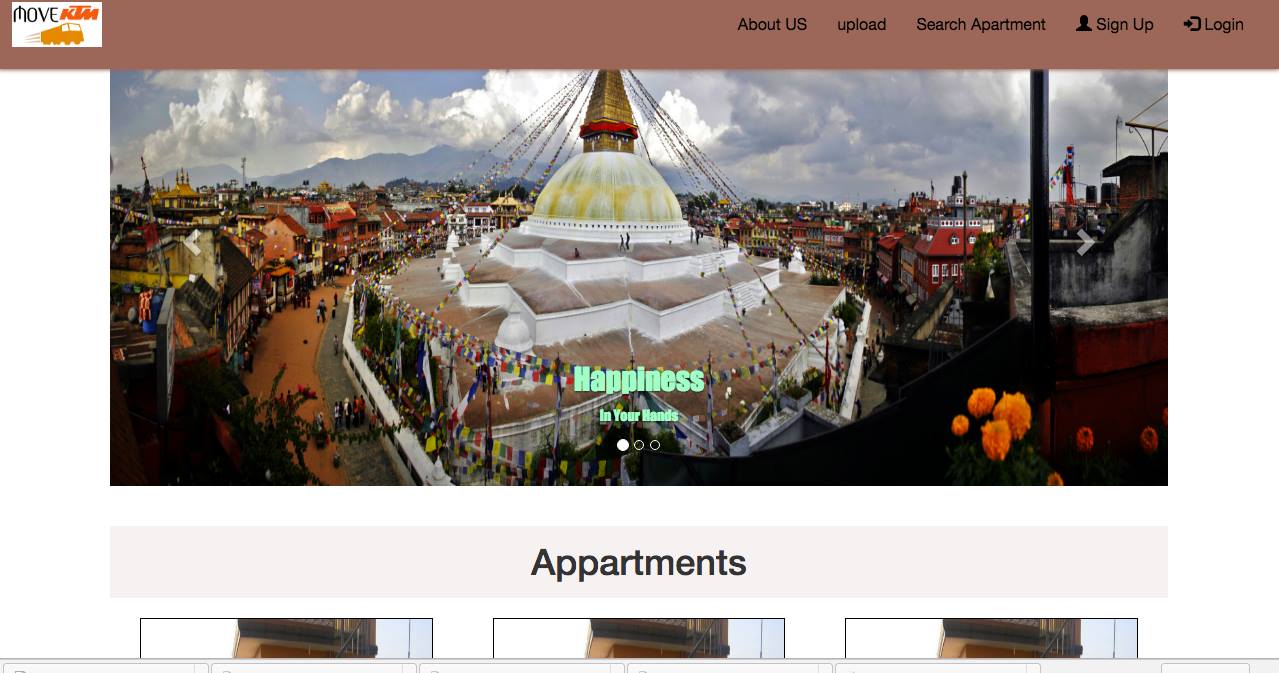 MOVE KTM
About US upload Search Apartment Sign Up Login
Happiness
In Your Hands
Appartments